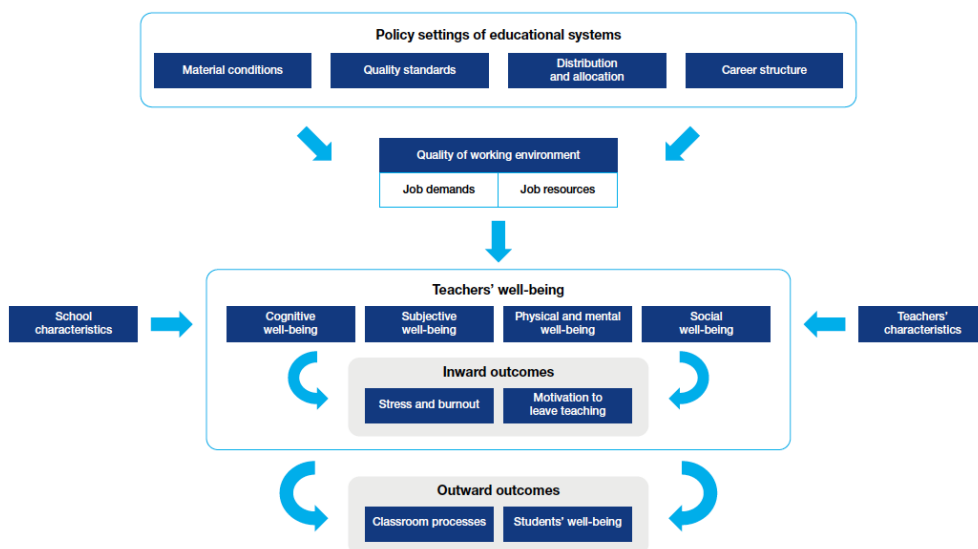 Policy settings of educational systems
Material conditions
Quality standards
Distribution
and allocation
Career structure
Quality of working environment
Job demands
Job resources
Teachers’ well-being
School
characteristics
Cognitive
well-being
Subjective
well-being
Physical and mental
well-being
Social
well-being
Teachers’
characteristics
Inward outcomes
Stress and burnout
Motivation to
leave teaching
Outward outcomes
Classroom processes
Students’ well-being